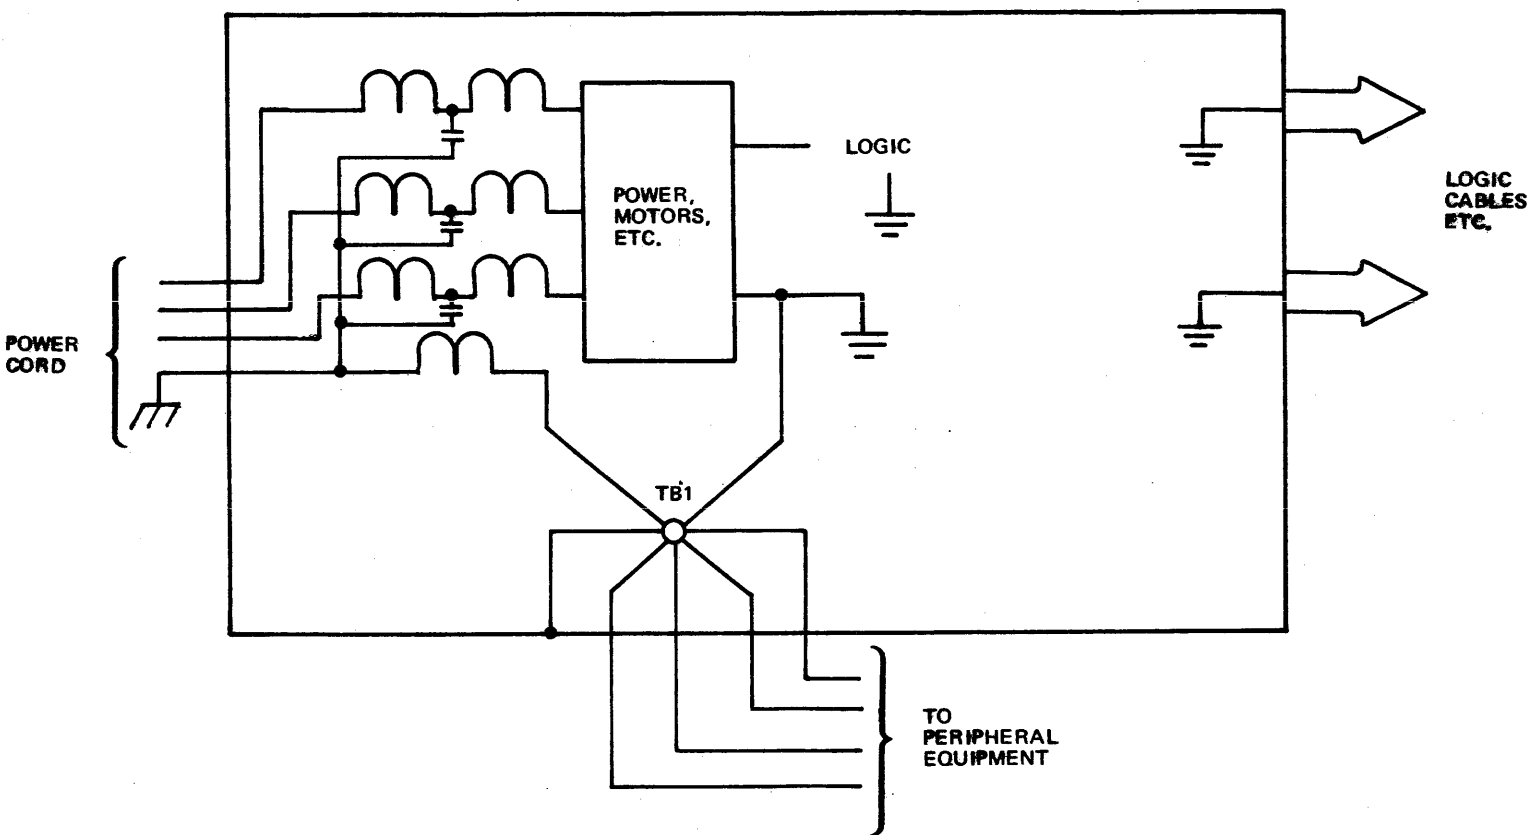 LOGIC
POWER,
MOTORS,
ETC.
LOGIC
CABLES
ETC.
POWER
CORD
TB1
TO
PERIPHERAL
EQUIPMENT